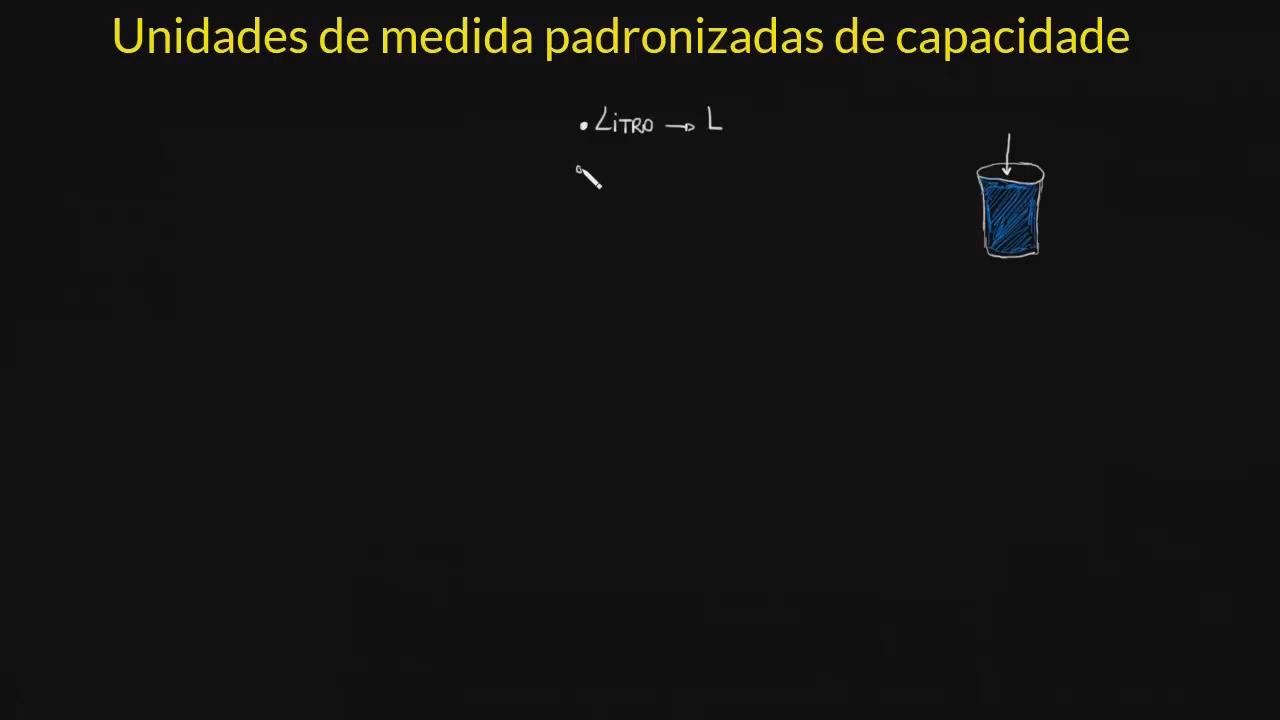 Unidades de medida padronizadas de capacidade
• LiTRO → L